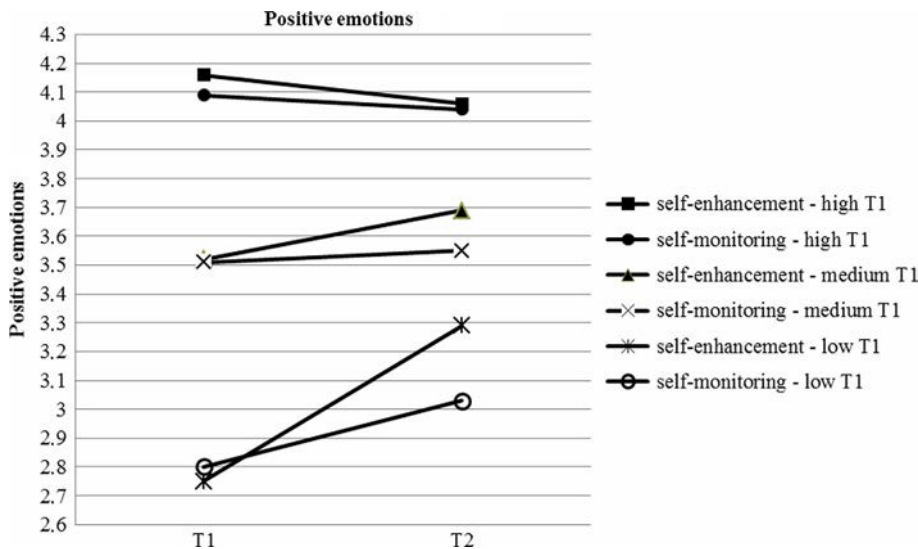 Positive emotions
4.3
4.2
4.1
4
3.9
3.8
3.7
3.6
3.5
3.4
3.3
3.2
3.1
3
2.9
2.8
2.7
2.6
Positive emotions
T1
T2
self-enhancement - high T1
self-monitoring - high T1
self-enhancement - medium T1
self-monitoring - medium T1
self-enhancement - low T1
self-monitoring - low T1